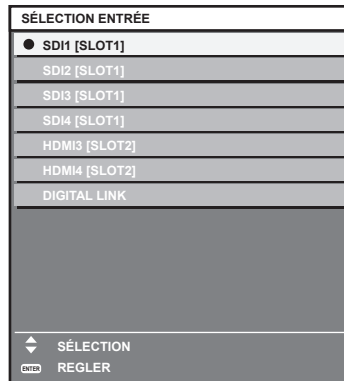 SÉLECTION ENTRÉE
SDI1 [SLOT1]
SDI2 [SLOT1]
SDI3 [SLOT1]
SDI4 [SLOT1]
HDMI3 [SLOT2]
HDMI4 [SLOT2]
DIGITAL LINK
SÉLECTION
ENTER REGLER